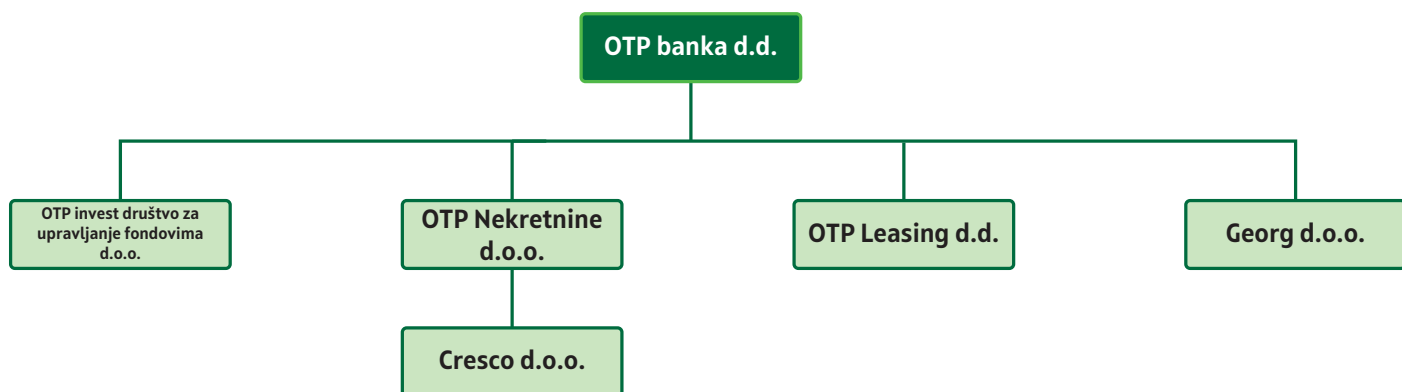 OTP banka d.d.
OTP invest društvo za
upravljanje fondovima
d.o.o.
OTP Nekretnine
d.o.o.
OTP Leasing d.d.
Georg d.o.o.
Cresco d.o.o.